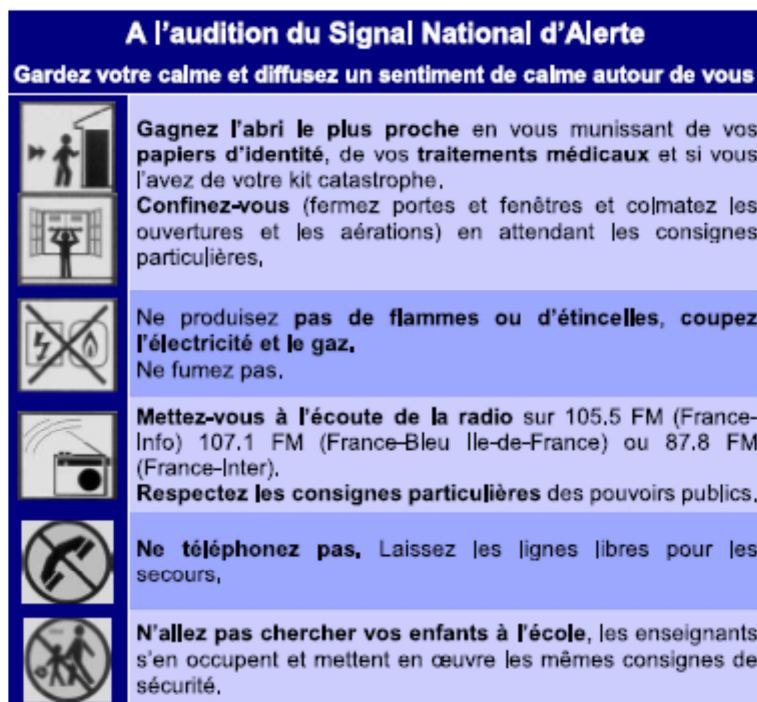 A l'audition du Signal National d'Alerte
Gardez votre calme et diffusez un sentiment de calme autour de vous
Gagnez l'abri le plus proche en vous munissant de vos
papiers d'identité, de vos traitements médicaux et si vous
l'avez de votre kit catastrophe.
Confinez-vous (fermez portes et fenêtres et colmatez les
ouvertures et les aérations) en attendant les consignes
particulières.
Ne produisez pas de flammes ou d'étincelles, coupez
l'électricité et le gaz.
Ne fumez pas.
Mettez-vous à l'écoute de la radio sur 105.5 FM (France-
Info) 107.1 FM (France-Bleu Ile-de-France) ou 87.8 FM
(France-Inter).
Respectez les consignes particulières des pouvoirs publics.
Ne téléphonez pas. Laissez les lignes libres pour les
secours.
N'allez pas chercher vos enfants à l'école, les enseignants
s'en occupent et mettent en œuvre les mêmes consignes de
sécurité.